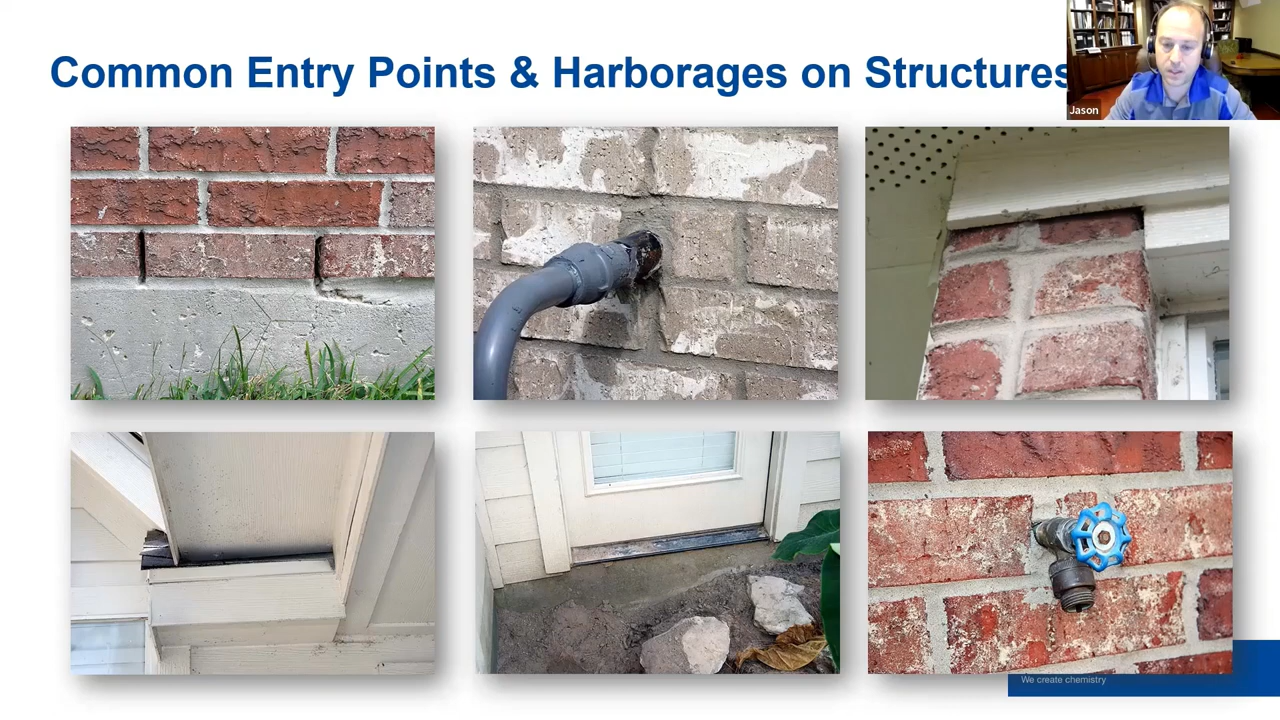 Common Entry Points & Harborages on Structures
Jason
We create chemistry